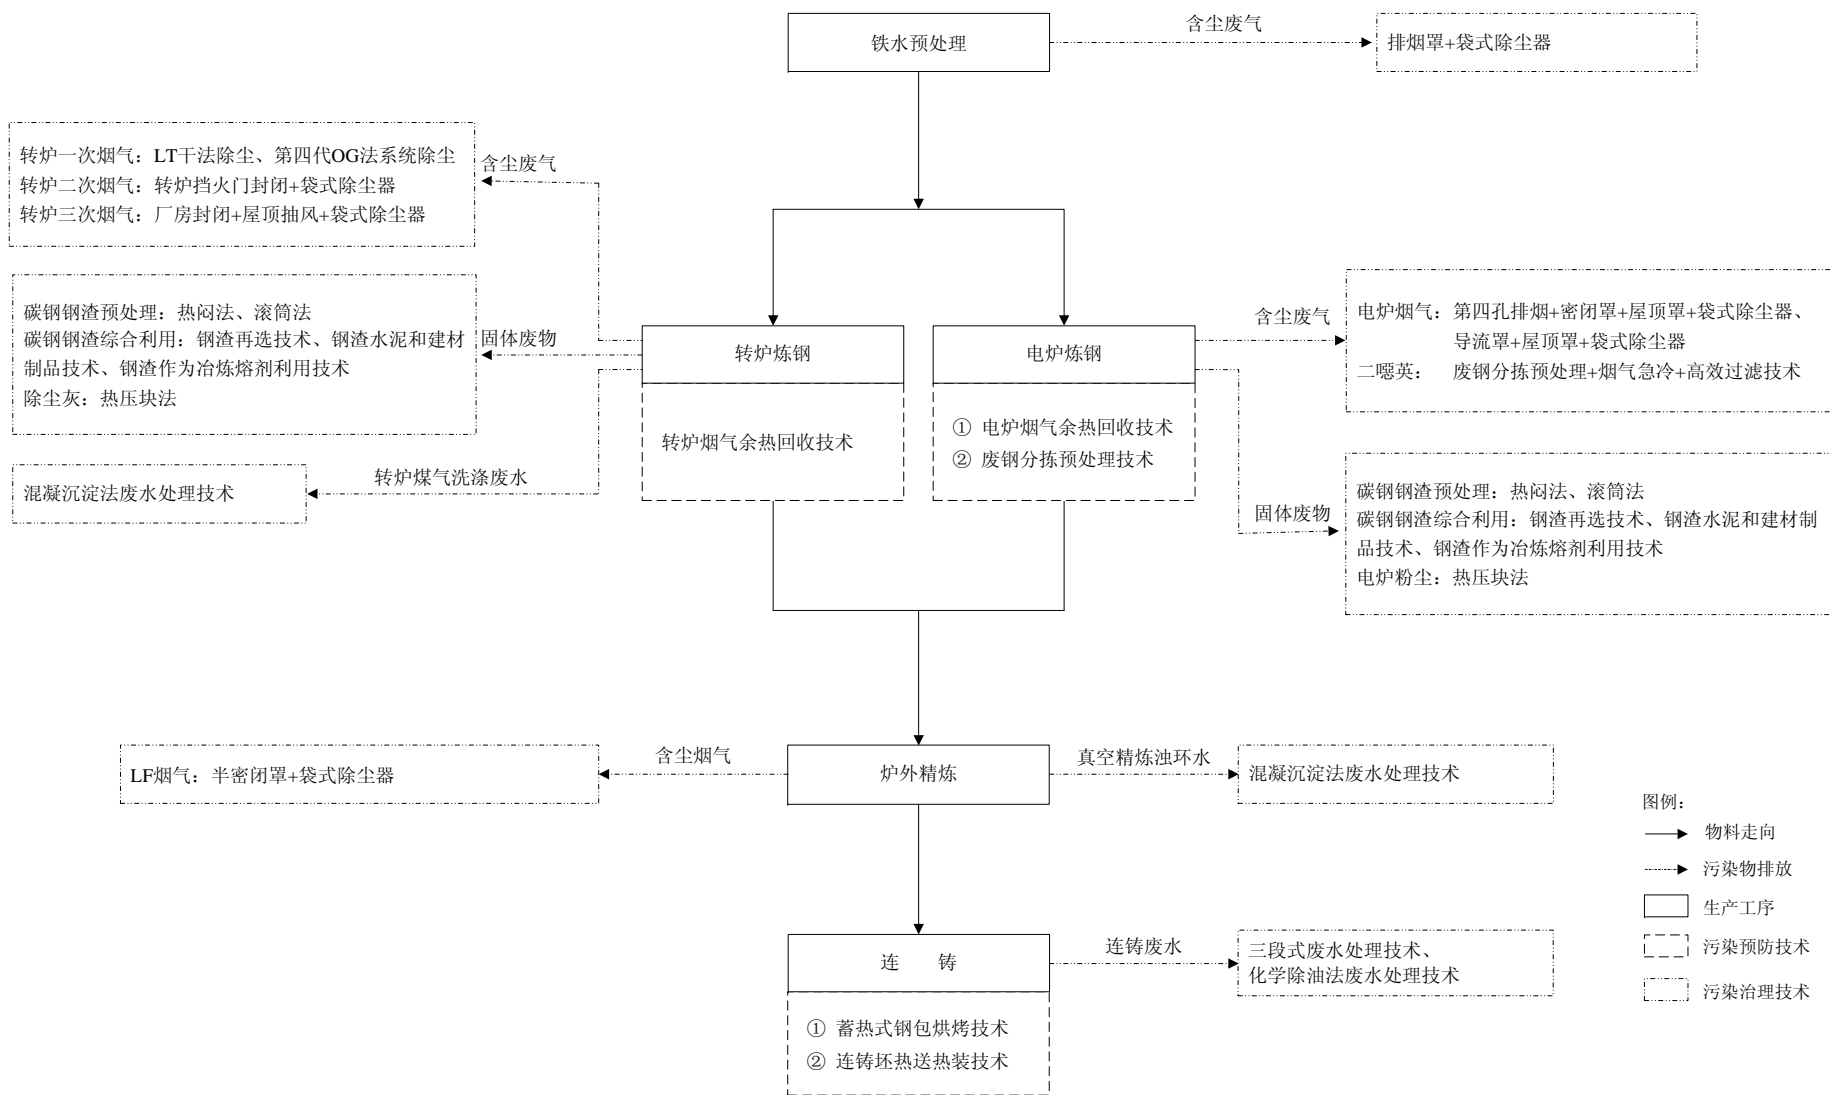 铁水预处理
含尘废气
排烟罩+袋式除尘器
转炉一次烟气：LT干法除尘、第四代OG法系统除尘
转炉二次烟气：转炉挡火门封闭+袋式除尘器
转炉三次烟气：厂房封闭+屋顶抽风+袋式除尘器
含尘废气
碳钢钢渣预处理：热闷法、滚筒法
碳钢钢渣综合利用：钢渣再选技术、钢渣水泥和建材
制品技术、钢渣作为冶炼熔剂利用技术
除尘灰：热压块法
固体废物
混凝沉淀法废水处理技术
转炉煤气洗涤废水
转炉炼钢
转炉烟气余热回收技术
电炉炼钢
① 电炉烟气余热回收技术
② 废钢分拣预处理技术
含尘废气
电炉烟气：第四孔排烟+密闭罩+屋顶罩+袋式除尘器、
导流罩+屋顶罩+袋式除尘器
二噁英： 废钢分拣预处理+烟气急冷+高效过滤技术
固体废物
碳钢钢渣预处理：热闷法、滚筒法
碳钢钢渣综合利用：钢渣再选技术、钢渣水泥和建材制
品技术、钢渣作为冶炼熔剂利用技术
电炉粉尘：热压块法
LF烟气：半密闭罩+袋式除尘器
含尘烟气
炉外精炼
真空精炼浊环水
混凝沉淀法废水处理技术
连 铸
① 蓄热式钢包烘烤技术
② 连铸坯热送热装技术
连铸废水
三段式废水处理技术、
化学除油法废水处理技术
图例：
物料走向
污染物排放
生产工序
污染预防技术
污染治理技术